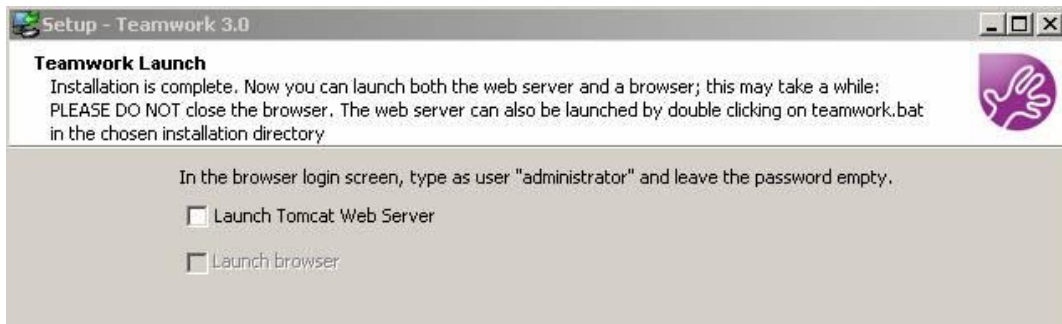 Setup - Teamwork 3.0
Teamwork Launch
Installation is complete. Now you can launch both the web server and a browser; this may take a while:
PLEASE DO NOT close the browser. The web server can also be launched by double clicking on teamwork.bat
in the chosen installation directory
In the browser login screen, type as user "administrator" and leave the password empty.
Launch Tomcat Web Server
Launch browser